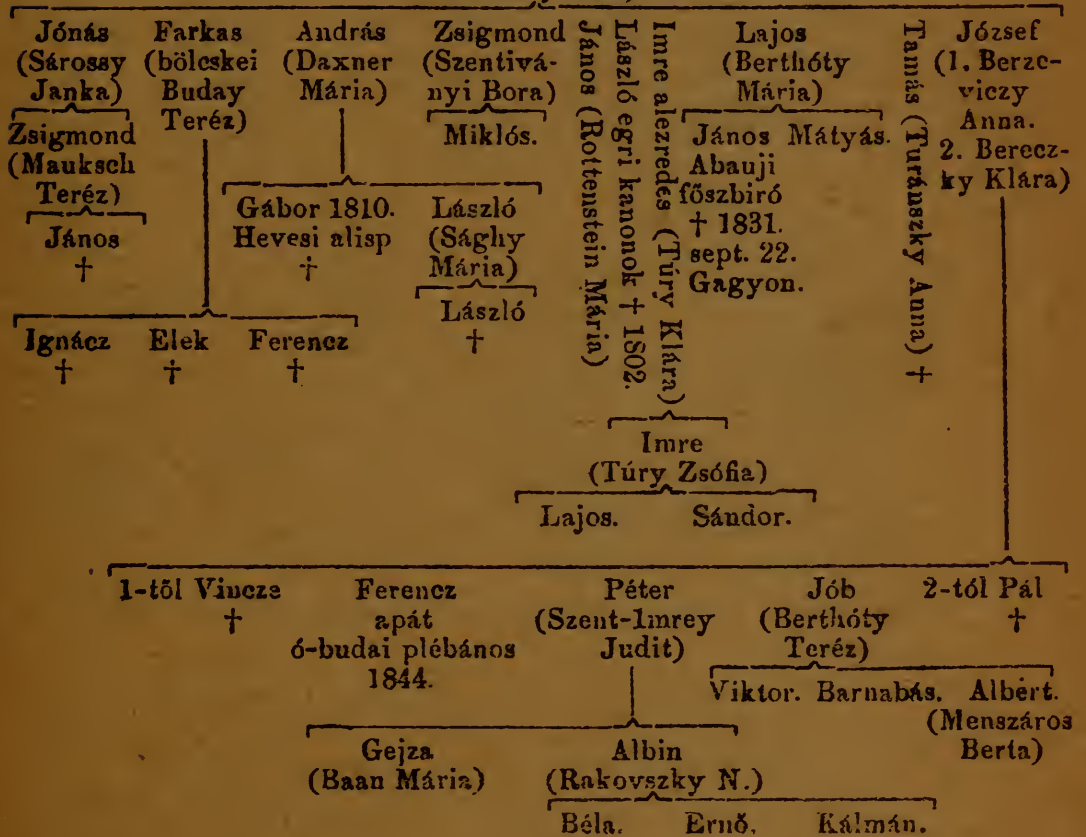 Jónás
(Sárossy
Janka)
Zsigmond
(Mauksch
Teréz)
János
†
Farkas
(bölcskei
Buday
Teréz)
Ignácz
†
Elek
†
Ferencz
†
András
(Daxner
Mária)
Gábor 1810.
Hevesi alisp
†
László
(Sághy
Mária)
László
†
Zsigmond
(Szentivá-
nyi Bora)
Miklós.
János (Rottenstein Mária)
László egri kanonok † 1802.
Imre alezredes (Túry Klára)
Imre
(Túry Zsófia)
Lajos.
Sándor.
Lajos
(Berthóty
Mária)
János Mátyás.
Abauji
főszbiró
† 1831.
sept. 22.
Gagyon.
Tamás (Turánszky Anna) †
József
(1. Berze-
viczy
Anna.
2. Berecz-
ky Klára)
1-től Vincze
†
Ferencz
apát
ó-budai plébános
1844.
Péter
(Szent-Imrey
Judit)
Jób
(Berthóty
Teréz)
2-tól Pál
†
Viktor. Barnabás. Albert.
(Menszáros
Berta)
Gejza
(Baan Mária)
Albin
(Rakovszky N.)
Béla. Ernő. Kálmán.